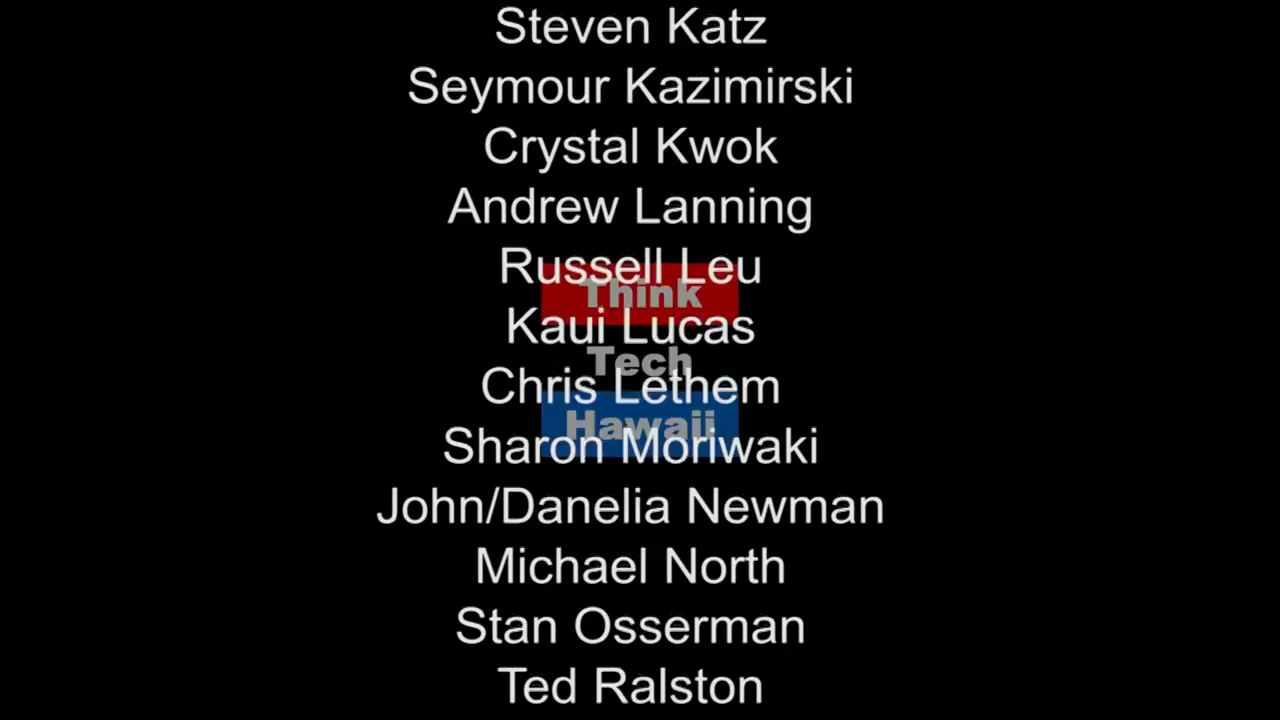 Steven Katz
Seymour Kazimirski
Crystal Kwok
Andrew Lanning
Russell Leu
Think
Kaui Lucas
Tech
Chris Lethem
Hawaii
Sharon Moriwaki
John/Danelia Newman
Michael North
Stan Osserman
Ted Ralston